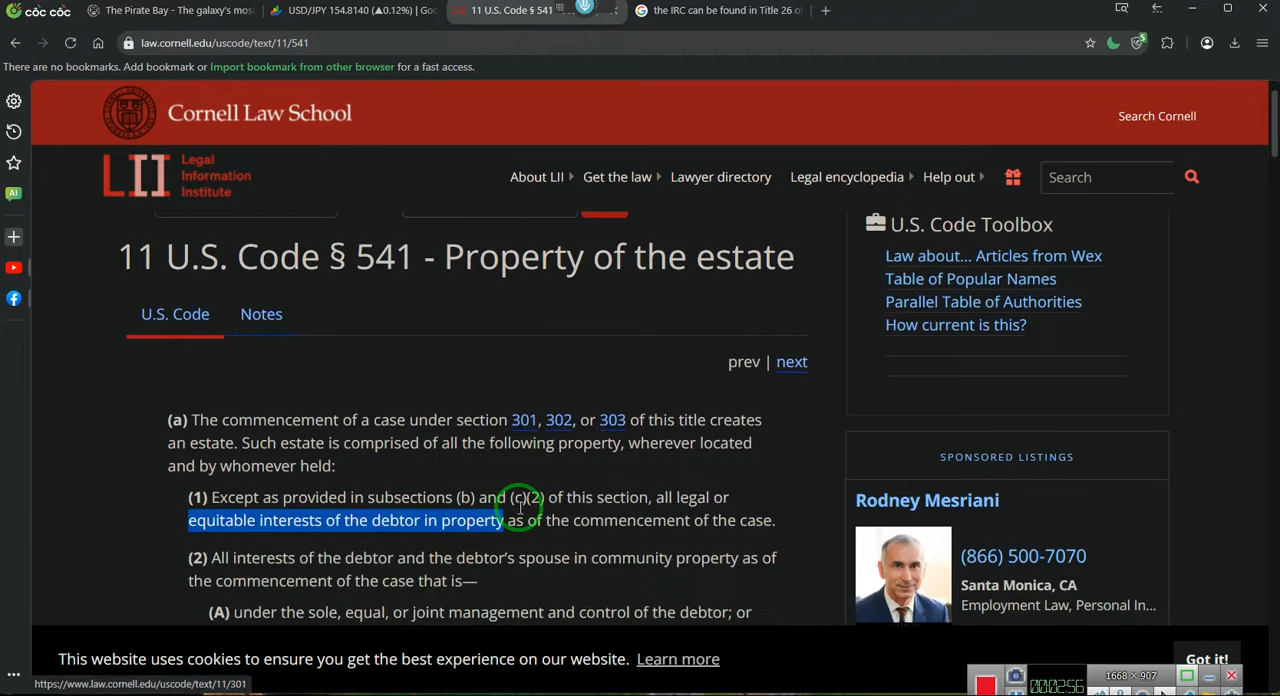 cốc cốc
The Pirate Bay - The galaxy's mos
USD/JPY 154.8140 (▲0.12%) | Goo
11 U.S. Code § 541
the IRC can be found in Title 26 of
law.cornell.edu/uscode/text/11/541
5
There are no bookmarks. Add bookmark or Import bookmark from other browser for a fast access.
AI
Cornell Law School
Search Cornell
LII
Legal
Information
Institute
About LII
Get the law
Lawyer directory
Legal encyclopedia
Help out
Search
11 U.S. Code § 541 - Property of the estate
U.S. Code
Notes
prev | next
(a) The commencement of a case under section 301, 302, or 303 of this title creates
an estate. Such estate is comprised of all the following property, wherever located
and by whomever held:
(1) Except as provided in subsections (b) and (c)(2) of this section, all legal or
equitable interests of the debtor in property as of the commencement of the case.
(2) All interests of the debtor and the debtor's spouse in community property as of
the commencement of the case that is—
(A) under the sole, equal, or joint management and control of the debtor; or
U.S. Code Toolbox
Law about... Articles from Wex
Table of Popular Names
Parallel Table of Authorities
How current is this?
SPONSORED LISTINGS
Rodney Mesriani
(866) 500-7070
Santa Monica, CA
Employment Law, Personal In...
This website uses cookies to ensure you get the best experience on our website. Learn more
Got it!
https://www.law.cornell.edu/uscode/text/11/301
00:02:56
1668 × 907